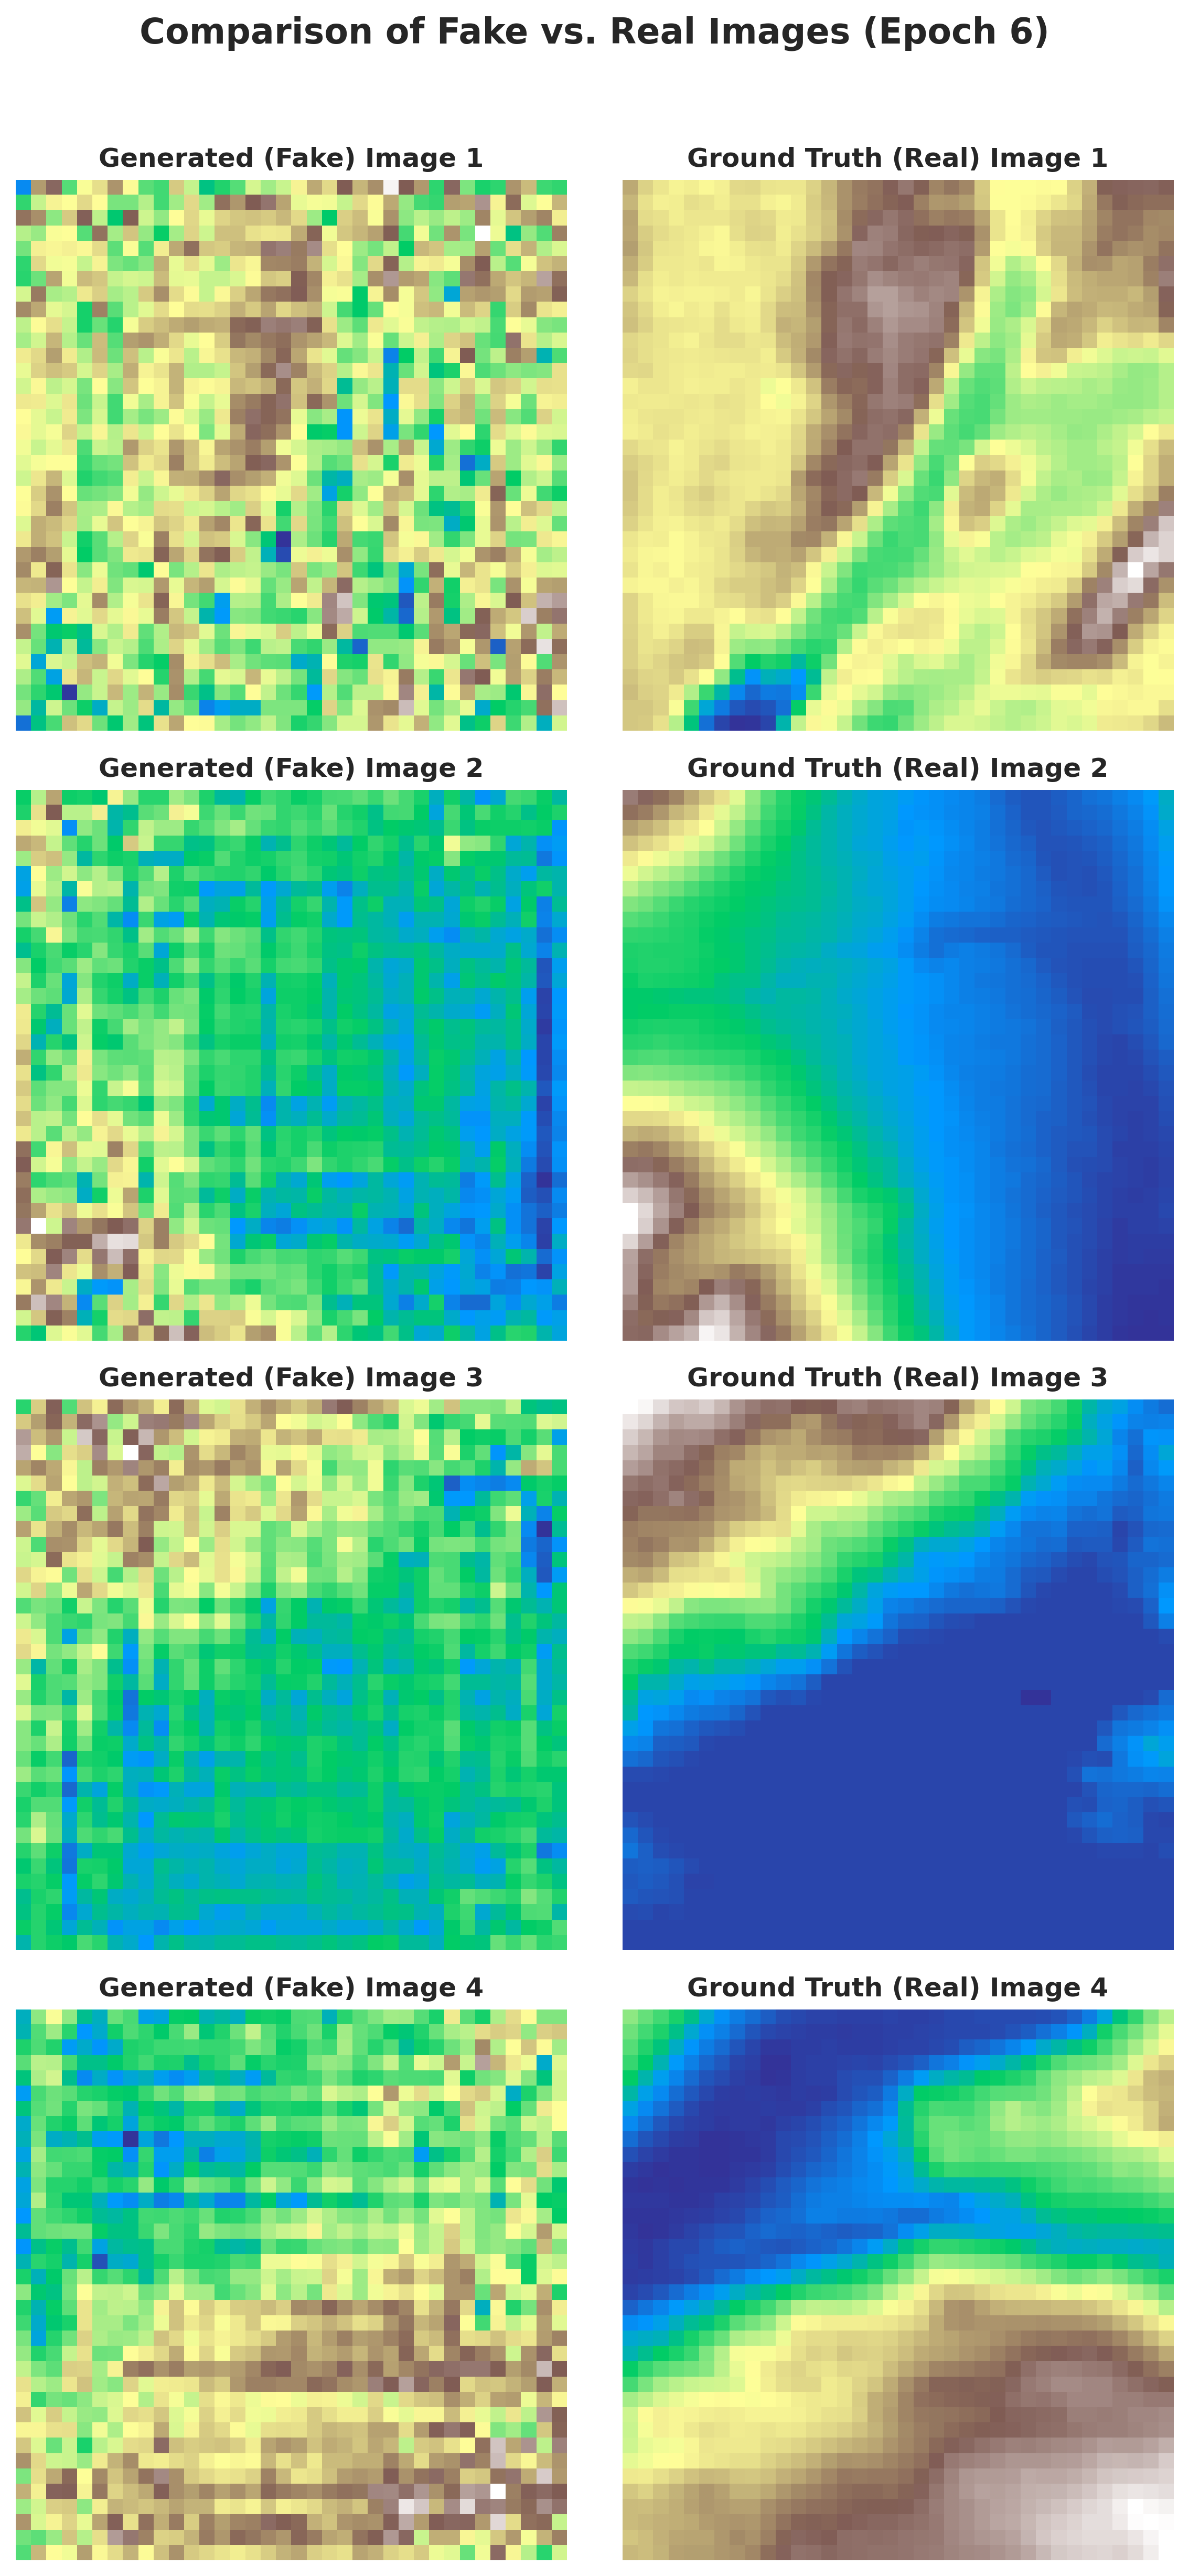 Comparison of Fake vs. Real Images (Epoch 6)
Generated (Fake) Image 1
Ground Truth (Real) Image 1
Generated (Fake) Image 2
Ground Truth (Real) Image 2
Generated (Fake) Image 3
Ground Truth (Real) Image 3
Generated (Fake) Image 4
Ground Truth (Real) Image 4